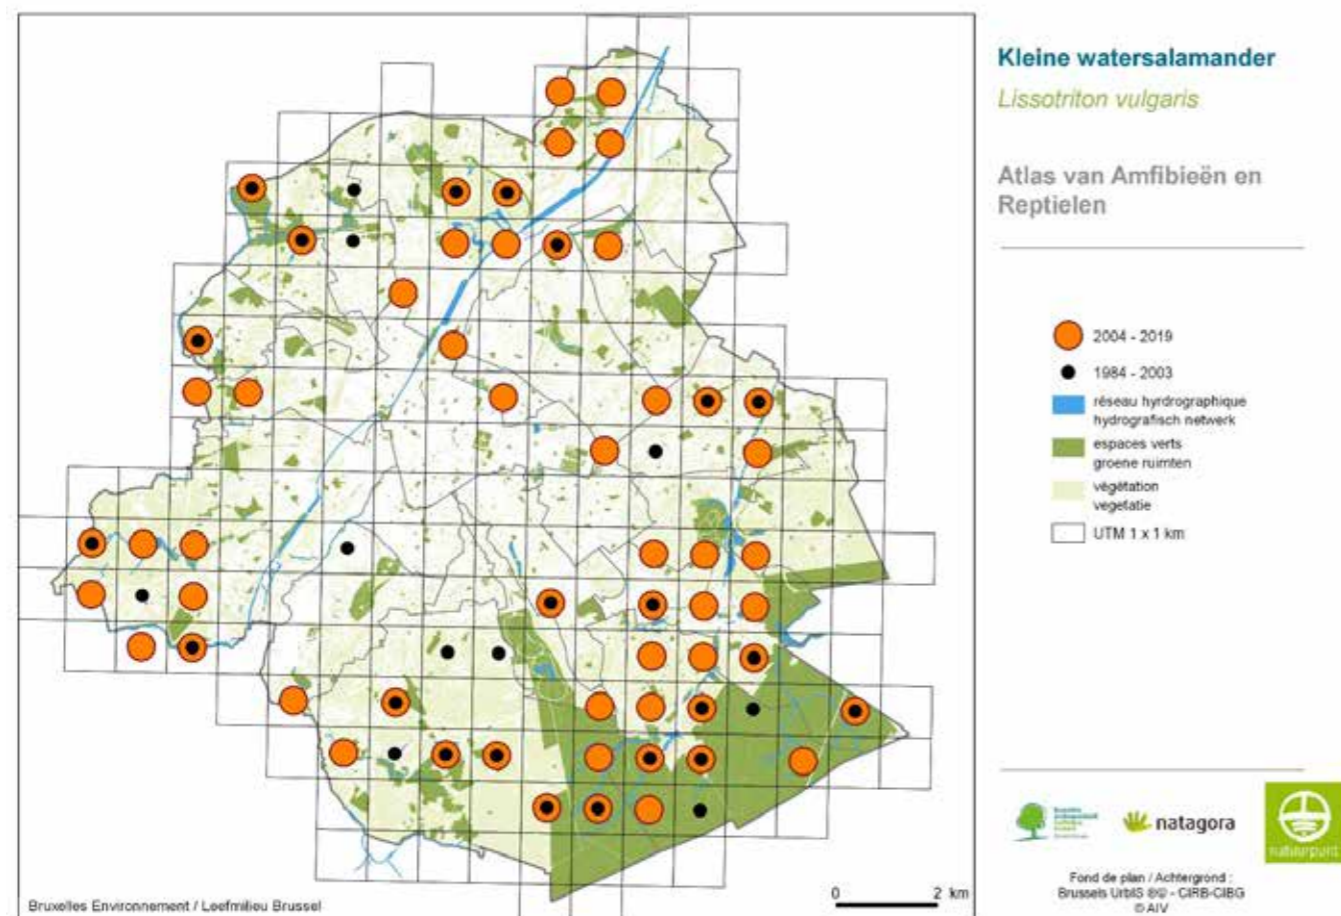 Kleine watersalamander
Lissotriton vulgaris
Atlas van Amfibieën en
Reptielen
2004 - 2019
1984 - 2003
réseau hyrdrographique
hydrografisch netwerk
espaces verts
groene ruimten
végétation
vegetatie
UTM 1 x 1 km
natagora
natuurpunt
Fond de plan / Achtergrond :
Brussels UrbIS ®© - CIRB-CIBG
© AIV
0 2 km
Bruxelles Environnement / Leefmilieu Brussel